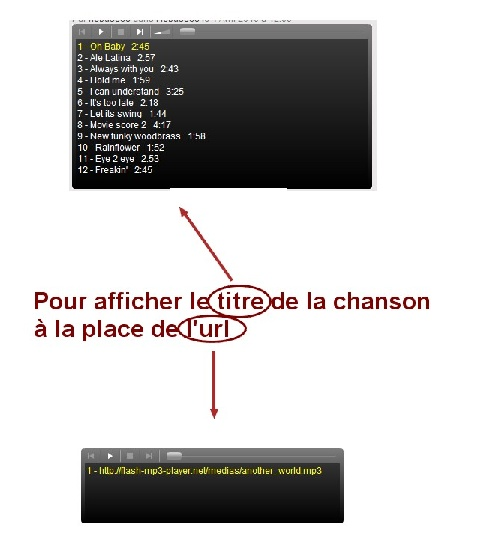 1 - Oh Baby 2:45
2 - Ale Latina 2:57
3 - Always with you 2:43
4 - Hold me 1:59
5 - I can understand 3:25
6 - It's too late 2:18
7 - Let its swing 1:44
8 - Movie score 2 4:17
9 - New funky woodbrass 1:58
10 - Rainflower 1:52
11 - Eye 2 eye 2:53
12 - Freakin' 2:45
Pour afficher le titre de la chanson
à la place de l'url
1 - http://flash-mp3-player.net/medias/another_world.mp3